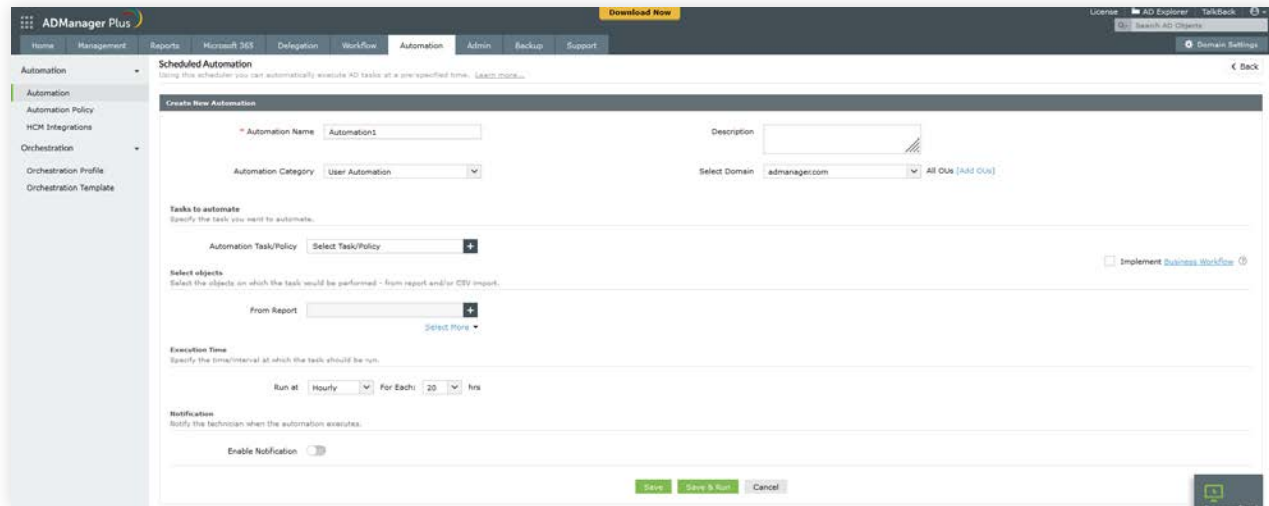 Download Now
License AD Explorer TalkBack
ADManager Plus
Search AD Objects
Home Management Reports Microsoft 365 Delegation Workflow Automation Admin Backup Support
Domain Settings
Automation
Scheduled Automation
Using this scheduler you can automatically execute AD tasks at a pre-specified time. Learn more...
Back
Automation
Automation Policy
HCM Integrations
Orchestration
Orchestration Profile
Orchestration Template
Create New Automation
* Automation Name Automation1
Description
Automation Category User Automation
Select Domain admanager.com All OUs [Add OUs]
Tasks to automate
Specify the task you want to automate.
Automation Task/Policy Select Task/Policy
Implement Business Workflow
Select objects
Select the objects on which the task would be performed - from report and/or CSV import.
From Report
Select More
Execution Time
Specify the time/interval at which the task should be run.
Run at Hourly For Each: 20 hrs
Notification
Notify the technician when the automation executes.
Enable Notification
Save Save & Run Cancel